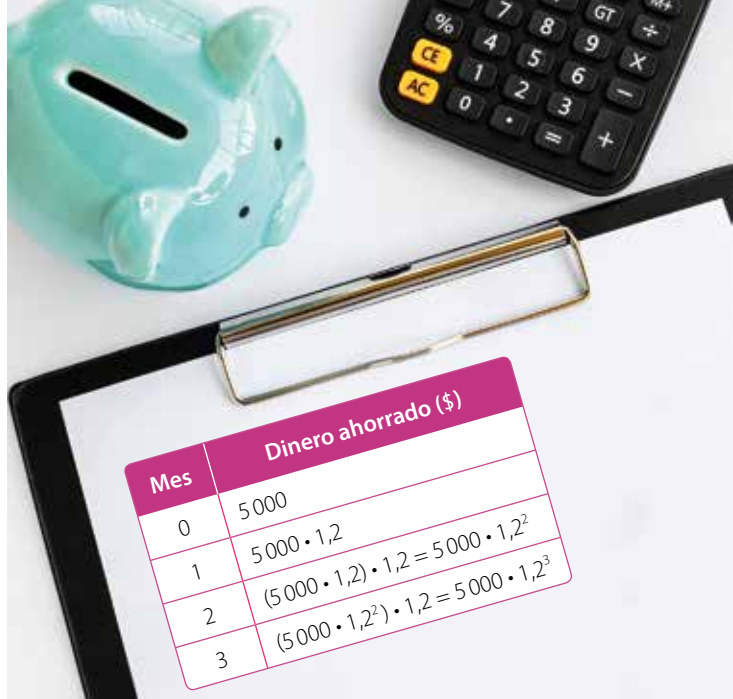 M+
7 8 GT ÷
% 4 5 9 X
CE 1 2 6 −
AC 0 • 3 +
=
Mes Dinero ahorrado ($)
0 5 000
1 5 000 • 1,2
2 (5 000 • 1,2) • 1,2 = 5 000 • 1,2²
3 (5 000 • 1,2²) • 1,2 = 5 000 • 1,2³